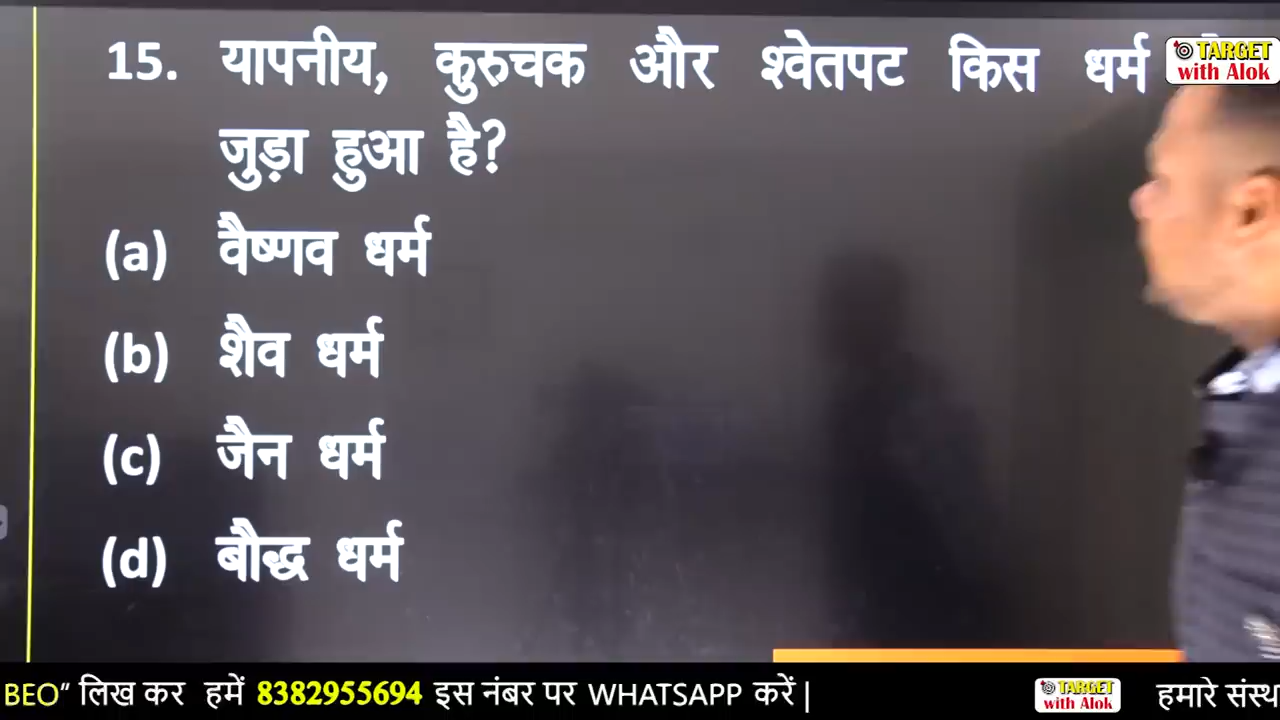 15. यापनीय, कुरुचक और श्वेतपट किस धर्म
जुड़ा हुआ है?
(a) वैष्णव धर्म
(b) शैव धर्म
(c) जैन धर्म
(d) बौद्ध धर्म
TARGET
with Alok
BEO" लिख कर हमें 8382955694 इस नंबर पर WHATSAPP करें |
TARGET
with Alok
हमारे संस्थ